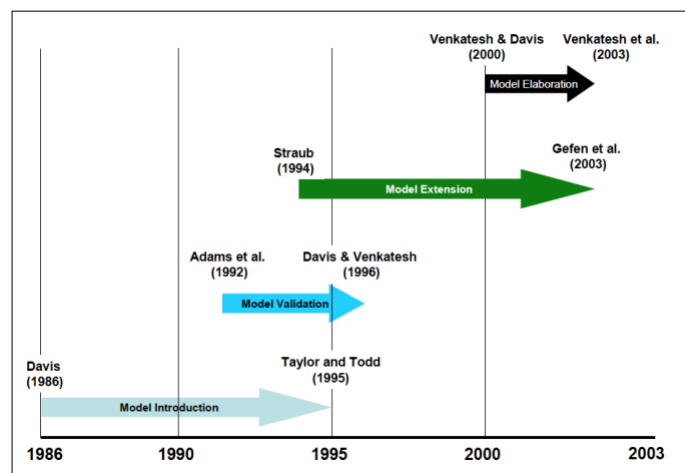 Venkatesh & Davis
(2000)
Venkatesh et al.
(2003)
Model Elaboration
Straub
(1994)
Gefen et al.
(2003)
Model Extension
Adams et al.
(1992)
Davis & Venkatesh
(1996)
Model Validation
Taylor and Todd
(1995)
Davis
(1986)
Model Introduction
1986 1990 1995 2000 2003